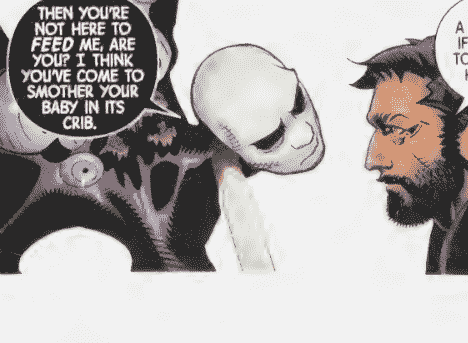 THEN YOU'RE
NOT HERE TO
FEED ME, ARE
YOU? I THINK
YOU'VE COME TO
SMOTHER YOUR
BABY IN ITS
CRIB.
A
IF
TO